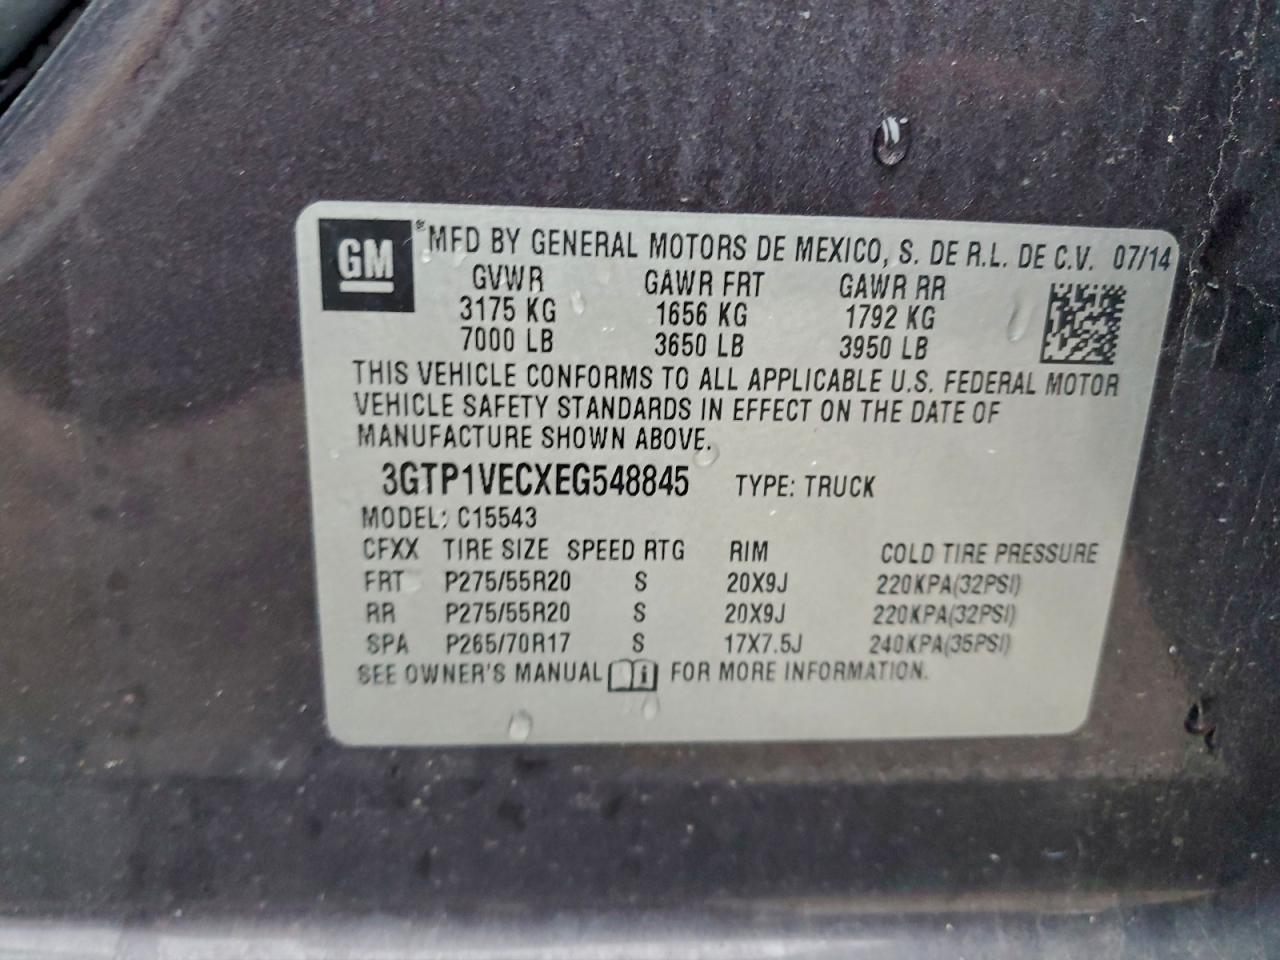 GM ® MFD BY GENERAL MOTORS DE MEXICO, S. DE R.L. DE C.V. 07/14
GVWR GAWR FRT GAWR RR
3175 KG 1656 KG 1792 KG
7000 LB 3650 LB 3950 LB
THIS VEHICLE CONFORMS TO ALL APPLICABLE U.S. FEDERAL MOTOR
VEHICLE SAFETY STANDARDS IN EFFECT ON THE DATE OF
MANUFACTURE SHOWN ABOVE.
3GTP1VECXEG548845 TYPE: TRUCK
MODEL: C15543
CFXX TIRE SIZE SPEED RTG RIM COLD TIRE PRESSURE
FRT P275/55R20 S 20X9J 220KPA(32PSI)
RR P275/55R20 S 20X9J 220KPA(32PSI)
SPA P265/70R17 S 17X7.5J 240KPA(35PSI)
SEE OWNER'S MANUAL i FOR MORE INFORMATION.